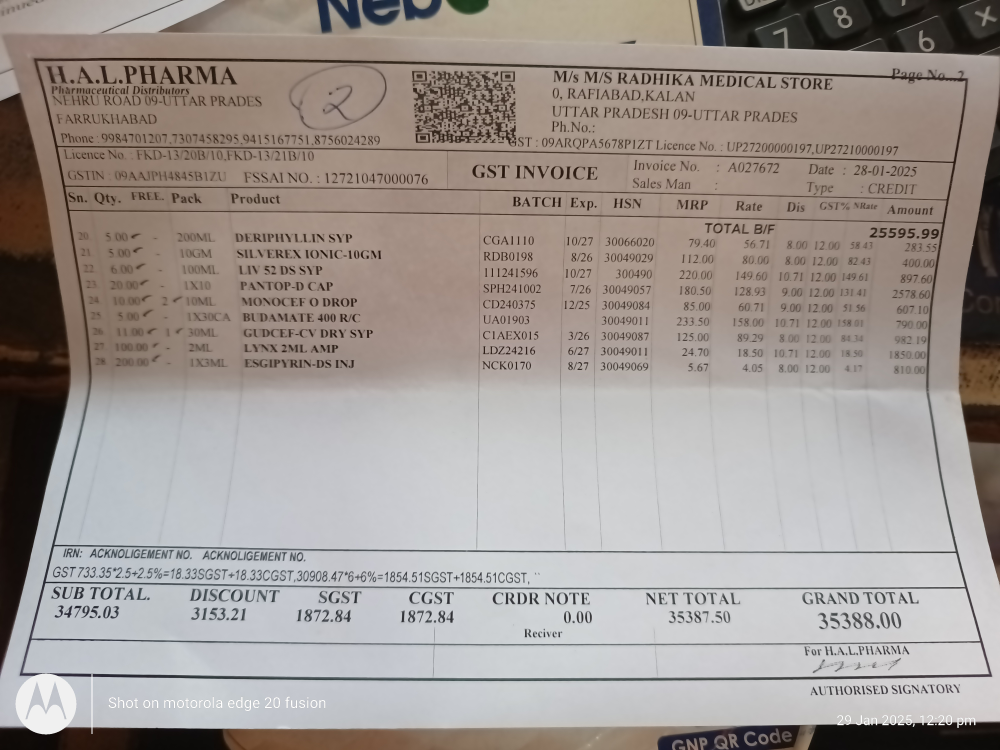 Neb
7
8
6
X
H.A.L.PHARMA
Pharmaceutical Distributors
NEHRU ROAD 09-UTTAR PRADES
FARRUKHABAD
Phone : 9984701207,7307458295,9415167751,8756024289
2
M/s M/S RADHIKA MEDICAL STORE
Page No...2
0, RAFIABAD,KALAN
UTTAR PRADESH 09-UTTAR PRADES
Ph.No.:
GST : 09ARQPA5678P1ZT Licence No. : UP27200000197,UP27210000197
Licence No. : FKD-13/20B/10,FKD-13/21B/10
GSTIN : 09AAJPH4845B1ZU FSSAI NO. : 12721047000076
GST INVOICE
Invoice No. : A027672 Date : 28-01-2025
Sales Man : Type : CREDIT
Sn. Qty. FREE. Pack Product BATCH Exp. HSN MRP Rate Dis GST% NRate Amount
TOTAL B/F 25595.99
20. 5.00 - 200ML DERIPHYLLIN SYP CGA1110 10/27 30066020 79.40 56.71 8.00 12.00 58.43 283.55
21. 5.00 - 10GM SILVEREX IONIC-10GM RDB0198 8/26 30049029 112.00 80.00 8.00 12.00 82.43 400.00
22. 6.00 - 100ML LIV 52 DS SYP 111241596 10/27 300490 220.00 149.60 10.71 12.00 149.61 897.60
23. 20.00 - 1X10 PANTOP-D CAP SPH241002 7/26 30049057 180.50 128.93 9.00 12.00 131.41 2578.60
24. 10.00 2 10ML MONOCEF O DROP CD240375 12/25 30049084 85.00 60.71 9.00 12.00 51.56 607.10
25. 5.00 - 1X30CA BUDAMATE 400 R/C UA01903 30049011 233.50 158.00 10.71 12.00 158.01 790.00
26. 11.00 1 30ML GUDCEF-CV DRY SYP C1AEX015 3/26 30049087 125.00 89.29 8.00 12.00 84.34 982.19
27. 100.00 - 2ML LYNX 2ML AMP LDZ24216 6/27 30049011 24.70 18.50 10.71 12.00 18.50 1850.00
28. 200.00 - 1X3ML ESGIPYRIN-DS INJ NCK0170 8/27 30049069 5.67 4.05 8.00 12.00 4.17 810.00
IRN: ACKNOLIGEMENT NO. ACKNOLIGEMENT NO.
GST 733.35*2.5+2.5%=18.33SGST+18.33CGST,30908.47*6+6%=1854.51SGST+1854.51CGST, ``
SUB TOTAL. DISCOUNT SGST CGST CRDR NOTE NET TOTAL GRAND TOTAL
34795.03 3153.21 1872.84 1872.84 0.00 35387.50 35388.00
Reciver
For H.A.L.PHARMA
AUTHORISED SIGNATORY
Shot on motorola edge 20 fusion
29 Jan 2025, 12:20 pm
GNP QR Code